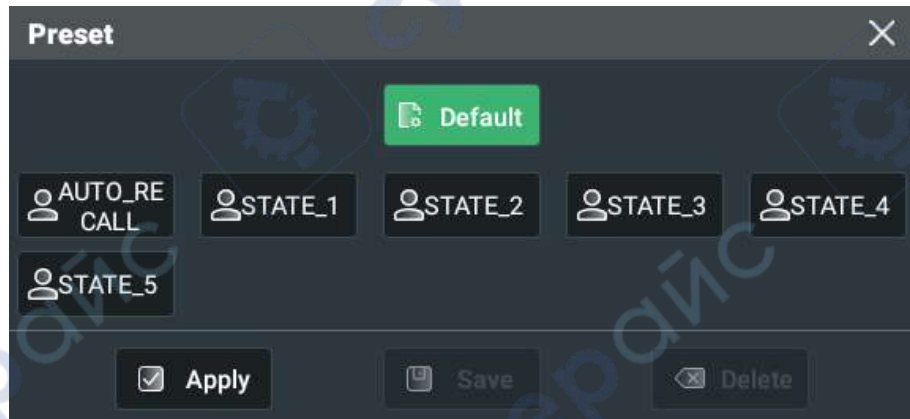 Preset
Default
AUTO_RE
CALL
STATE_1
STATE_2
STATE_3
STATE_4
STATE_5
Apply
Save
Delete